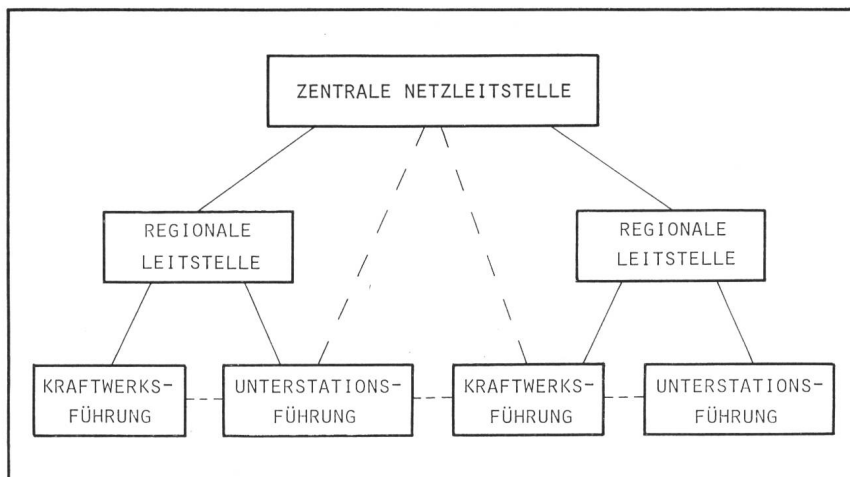 ZENTRALE NETZLEITSTELLE
REGIONALE
LEITSTELLE
REGIONALE
LEITSTELLE
KRAFTWERKS-
FÜHRUNG
UNTERSTATIONS-
FÜHRUNG
KRAFTWERKS-
FÜHRUNG
UNTERSTATIONS-
FÜHRUNG